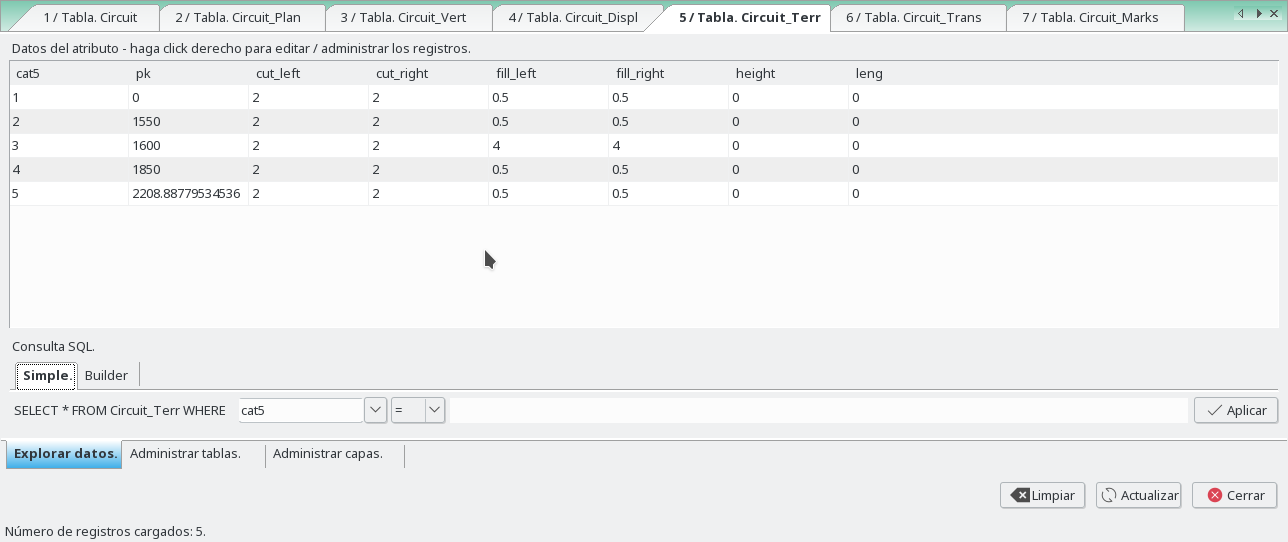 1 / Tabla. Circuit 2 / Tabla. Circuit_Plan 3 / Tabla. Circuit_Vert 4 / Tabla. Circuit_Displ 5 / Tabla. Circuit_Terr 6 / Tabla. Circuit_Trans 7 / Tabla. Circuit_Marks
Datos del atributo - haga click derecho para editar / administrar los registros.
cat5 pk cut_left cut_right fill_left fill_right height leng
1 0 2 2 0.5 0.5 0 0
2 1550 2 2 0.5 0.5 0 0
3 1600 2 2 4 4 0 0
4 1850 2 2 0.5 0.5 0 0
5 2208.88779534536 2 2 0.5 0.5 0 0
Consulta SQL.
Simple. Builder
SELECT * FROM Circuit_Terr WHERE cat5 = Aplicar
Explorar datos. Administrar tablas. Administrar capas.
Limpiar Actualizar Cerrar
Número de registros cargados: 5.